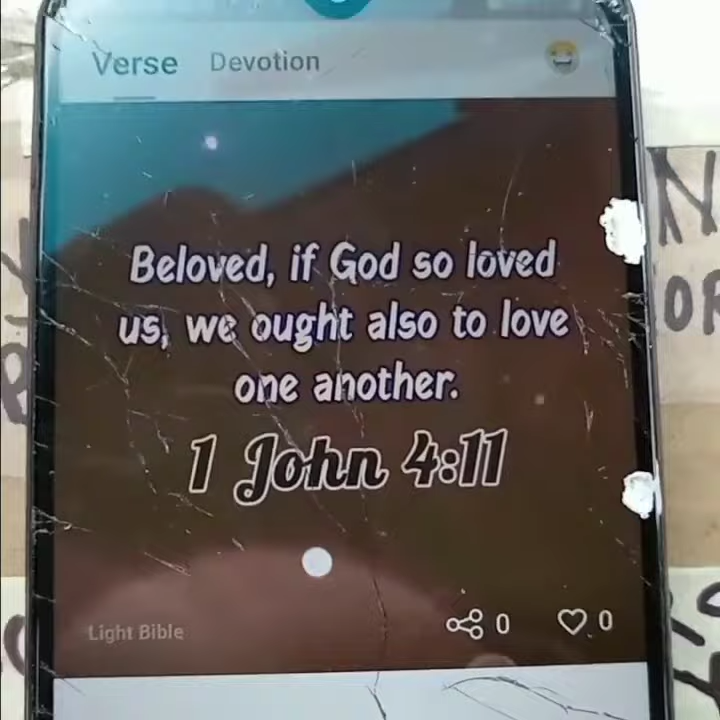 Verse Devotion
Beloved, if God so loved
us, we ought also to love
one another.
1 John 4:11
Light Bible 0 0